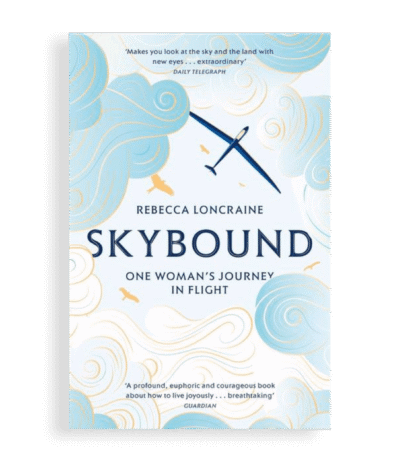 'Makes you look at the sky and the land with
new eyes . . . extraordinary'
DAILY TELEGRAPH
REBECCA LONCRAINE
SKYBOUND
ONE WOMAN'S JOURNEY
IN FLIGHT
'A profound, euphoric and courageous book
about how to live joyously . . . breathtaking'
GUARDIAN